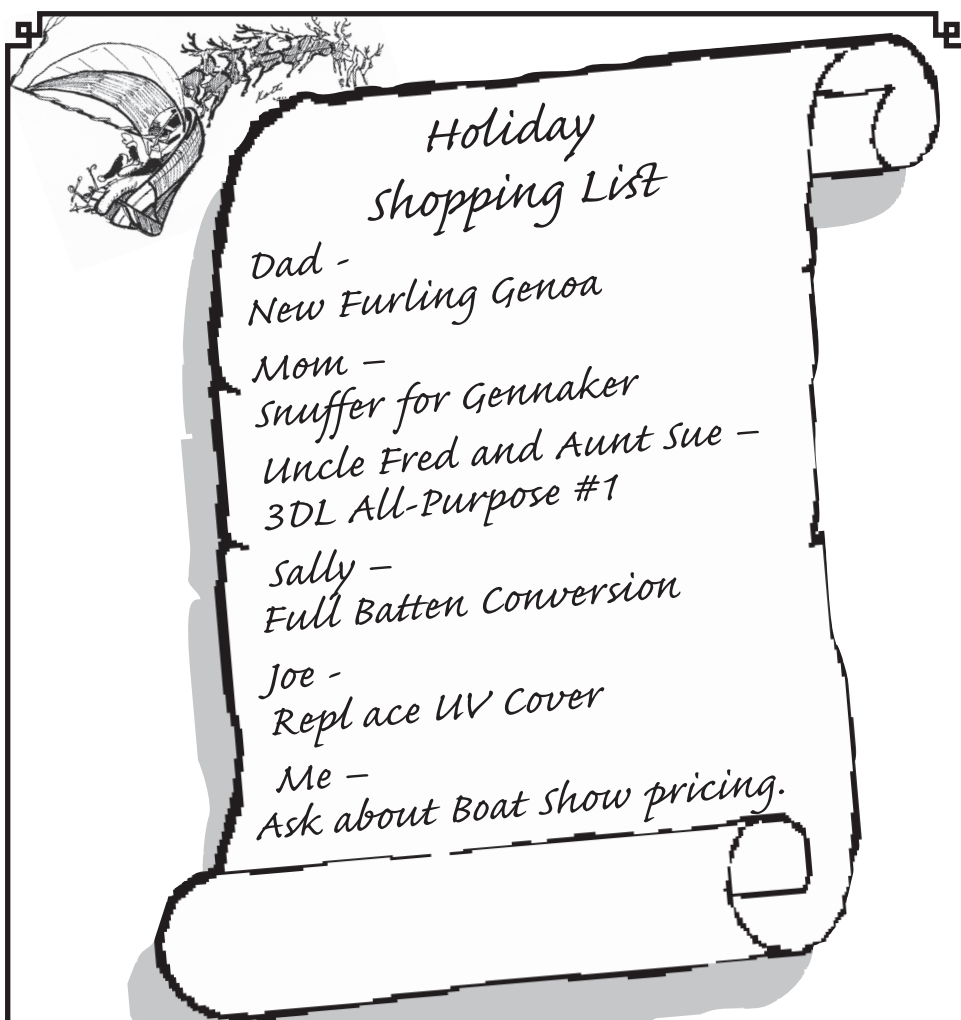 Holiday
Shopping List
Dad -
New Furling Genoa
Mom –
Snuffer for Gennaker
Uncle Fred and Aunt Sue –
3DL All-Purpose #1
Sally –
Full Batten Conversion
Joe -
Repl ace UV Cover
Me –
Ask about Boat Show pricing.